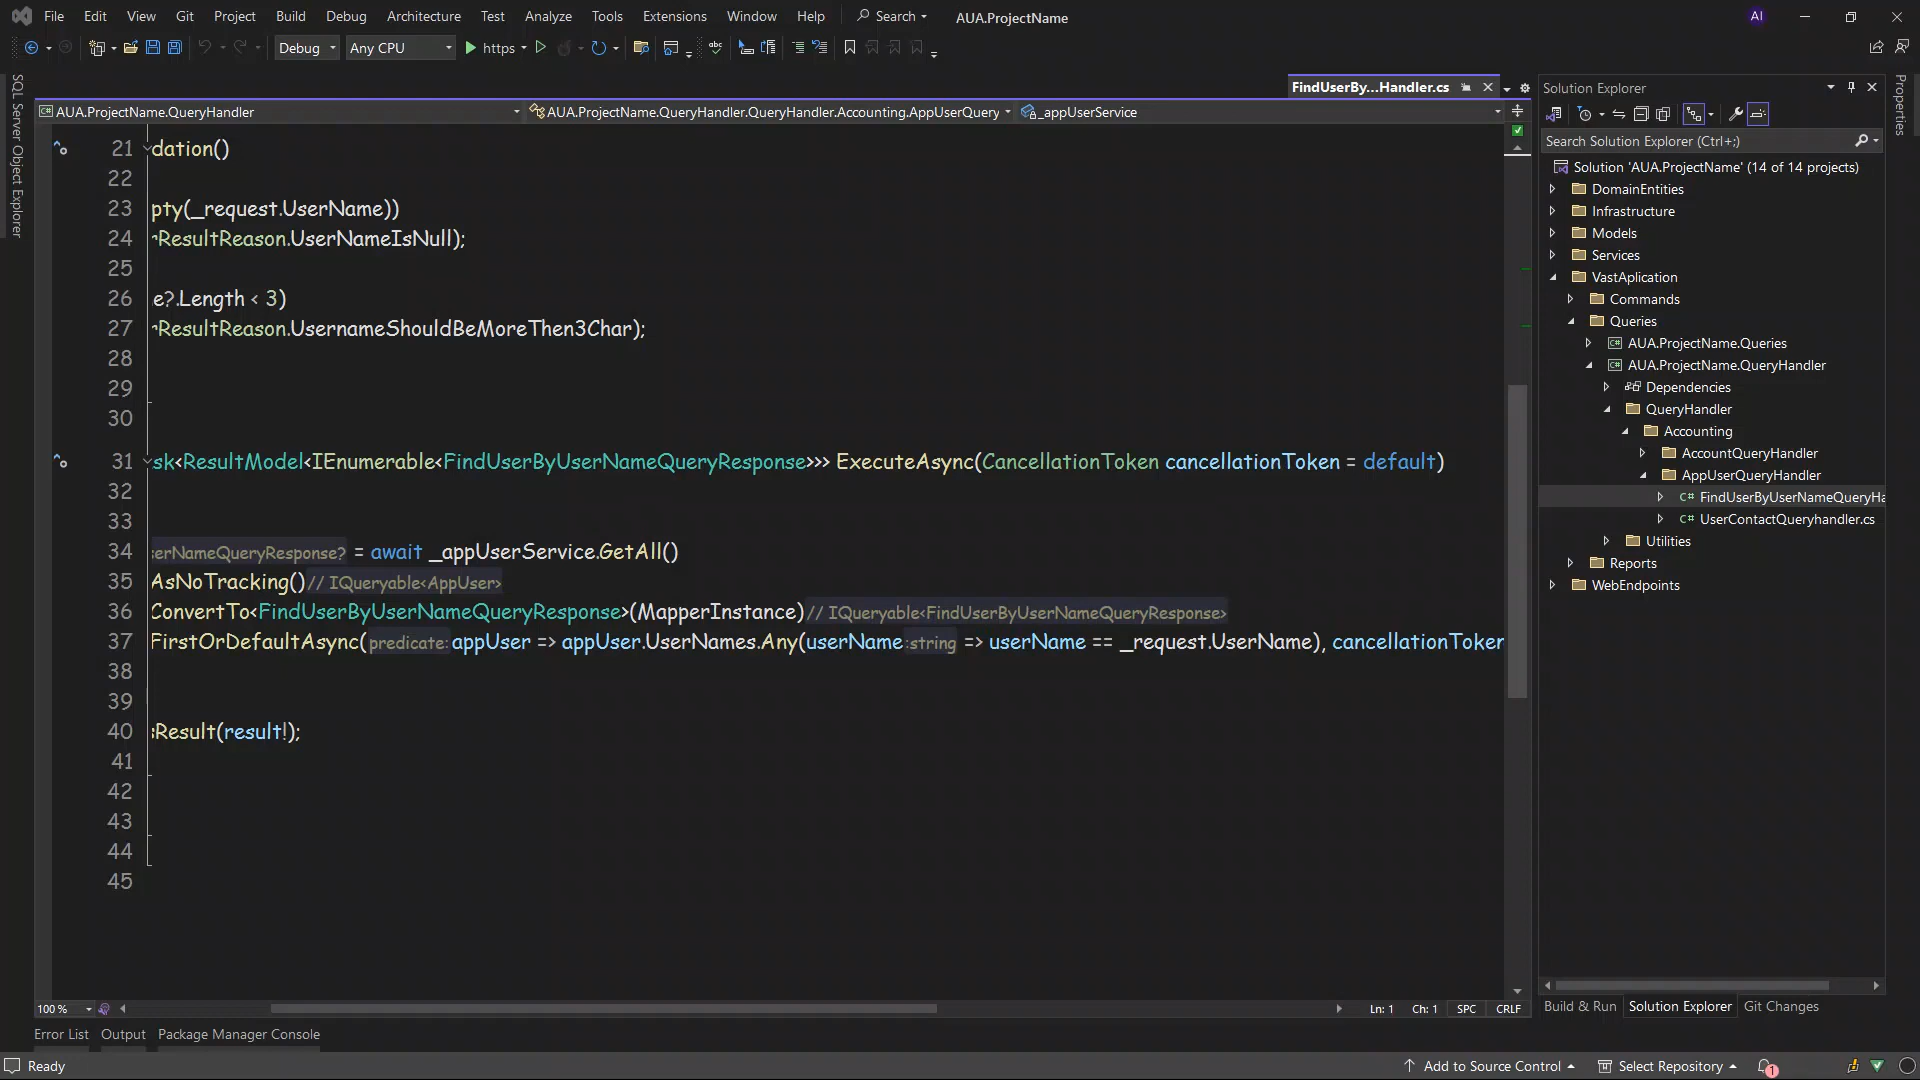 File Edit View Git Project Build Debug Architecture Test Analyze Tools Extensions Window Help Search AUA.ProjectName AI
Debug Any CPU https
FindUserBy...Handler.cs
AUA.ProjectName.QueryHandler AUA.ProjectName.QueryHandler.QueryHandler.Accounting.AppUserQuery _appUserService
SQL Server Object Explorer
21 dation()
22
23 pty(_request.UserName))
24 rResultReason.UserNameIsNull);
25
26 e?.Length < 3)
27 rResultReason.UsernameShouldBeMoreThen3Char);
28
29
30
31 sk<ResultModel<IEnumerable<FindUserByUserNameQueryResponse>>> ExecuteAsync(CancellationToken cancellationToken = default)
32
33
34 serNameQueryResponse? = await _appUserService.GetAll()
35 AsNoTracking()// IQueryable<AppUser>
36 ConvertTo<FindUserByUserNameQueryResponse>(MapperInstance)// IQueryable<FindUserByUserNameQueryResponse>
37 FirstOrDefaultAsync(predicate: appUser => appUser.UserNames.Any(userName:string => userName == _request.UserName), cancellationToken
38
39
40 sResult(result!);
41
42
43
44
45
100 % Ln: 1 Ch: 1 SPC CRLF
Error List Output Package Manager Console
Ready
Solution Explorer
Search Solution Explorer (Ctrl+;)
Solution 'AUA.ProjectName' (14 of 14 projects)
DomainEntities
Infrastructure
Models
Services
VastAplication
Commands
Queries
C# AUA.ProjectName.Queries
C# AUA.ProjectName.QueryHandler
Dependencies
QueryHandler
Accounting
AccountQueryHandler
AppUserQueryHandler
C# FindUserByUserNameQueryHa
C# UserContactQueryhandler.cs
Utilities
Reports
WebEndpoints
Build & Run Solution Explorer Git Changes
Properties
Add to Source Control Select Repository 1